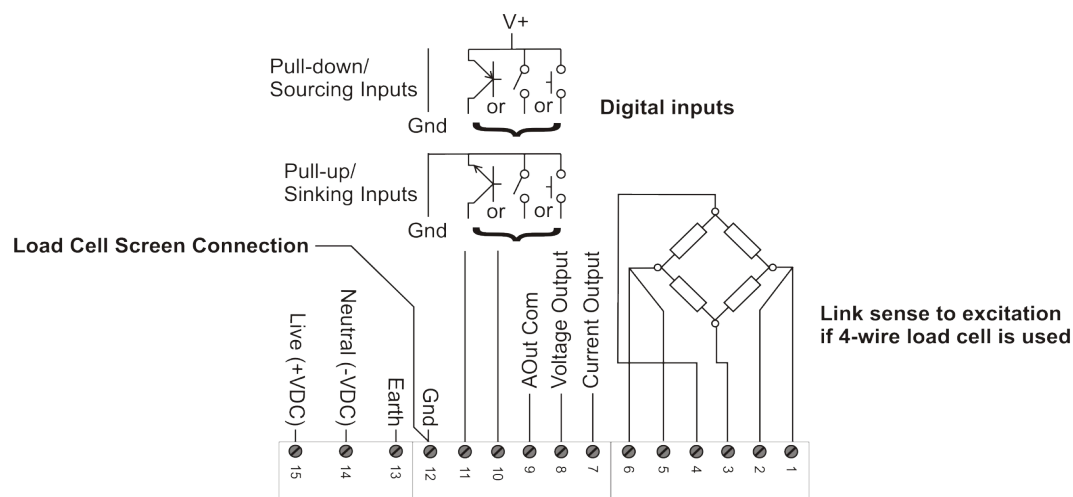 V+
Pull-down/
Sourcing Inputs
or
or
Digital inputs
Gnd
Pull-up/
Sinking Inputs
or
or
Gnd
Load Cell Screen Connection
Live (+VDC)
Neutral (-VDC)
Earth
Gnd
AOut Com
Voltage Output
Current Output
Link sense to excitation
if 4-wire load cell is used
15
14
13
12
11
10
9
8
7
6
5
4
3
2
1